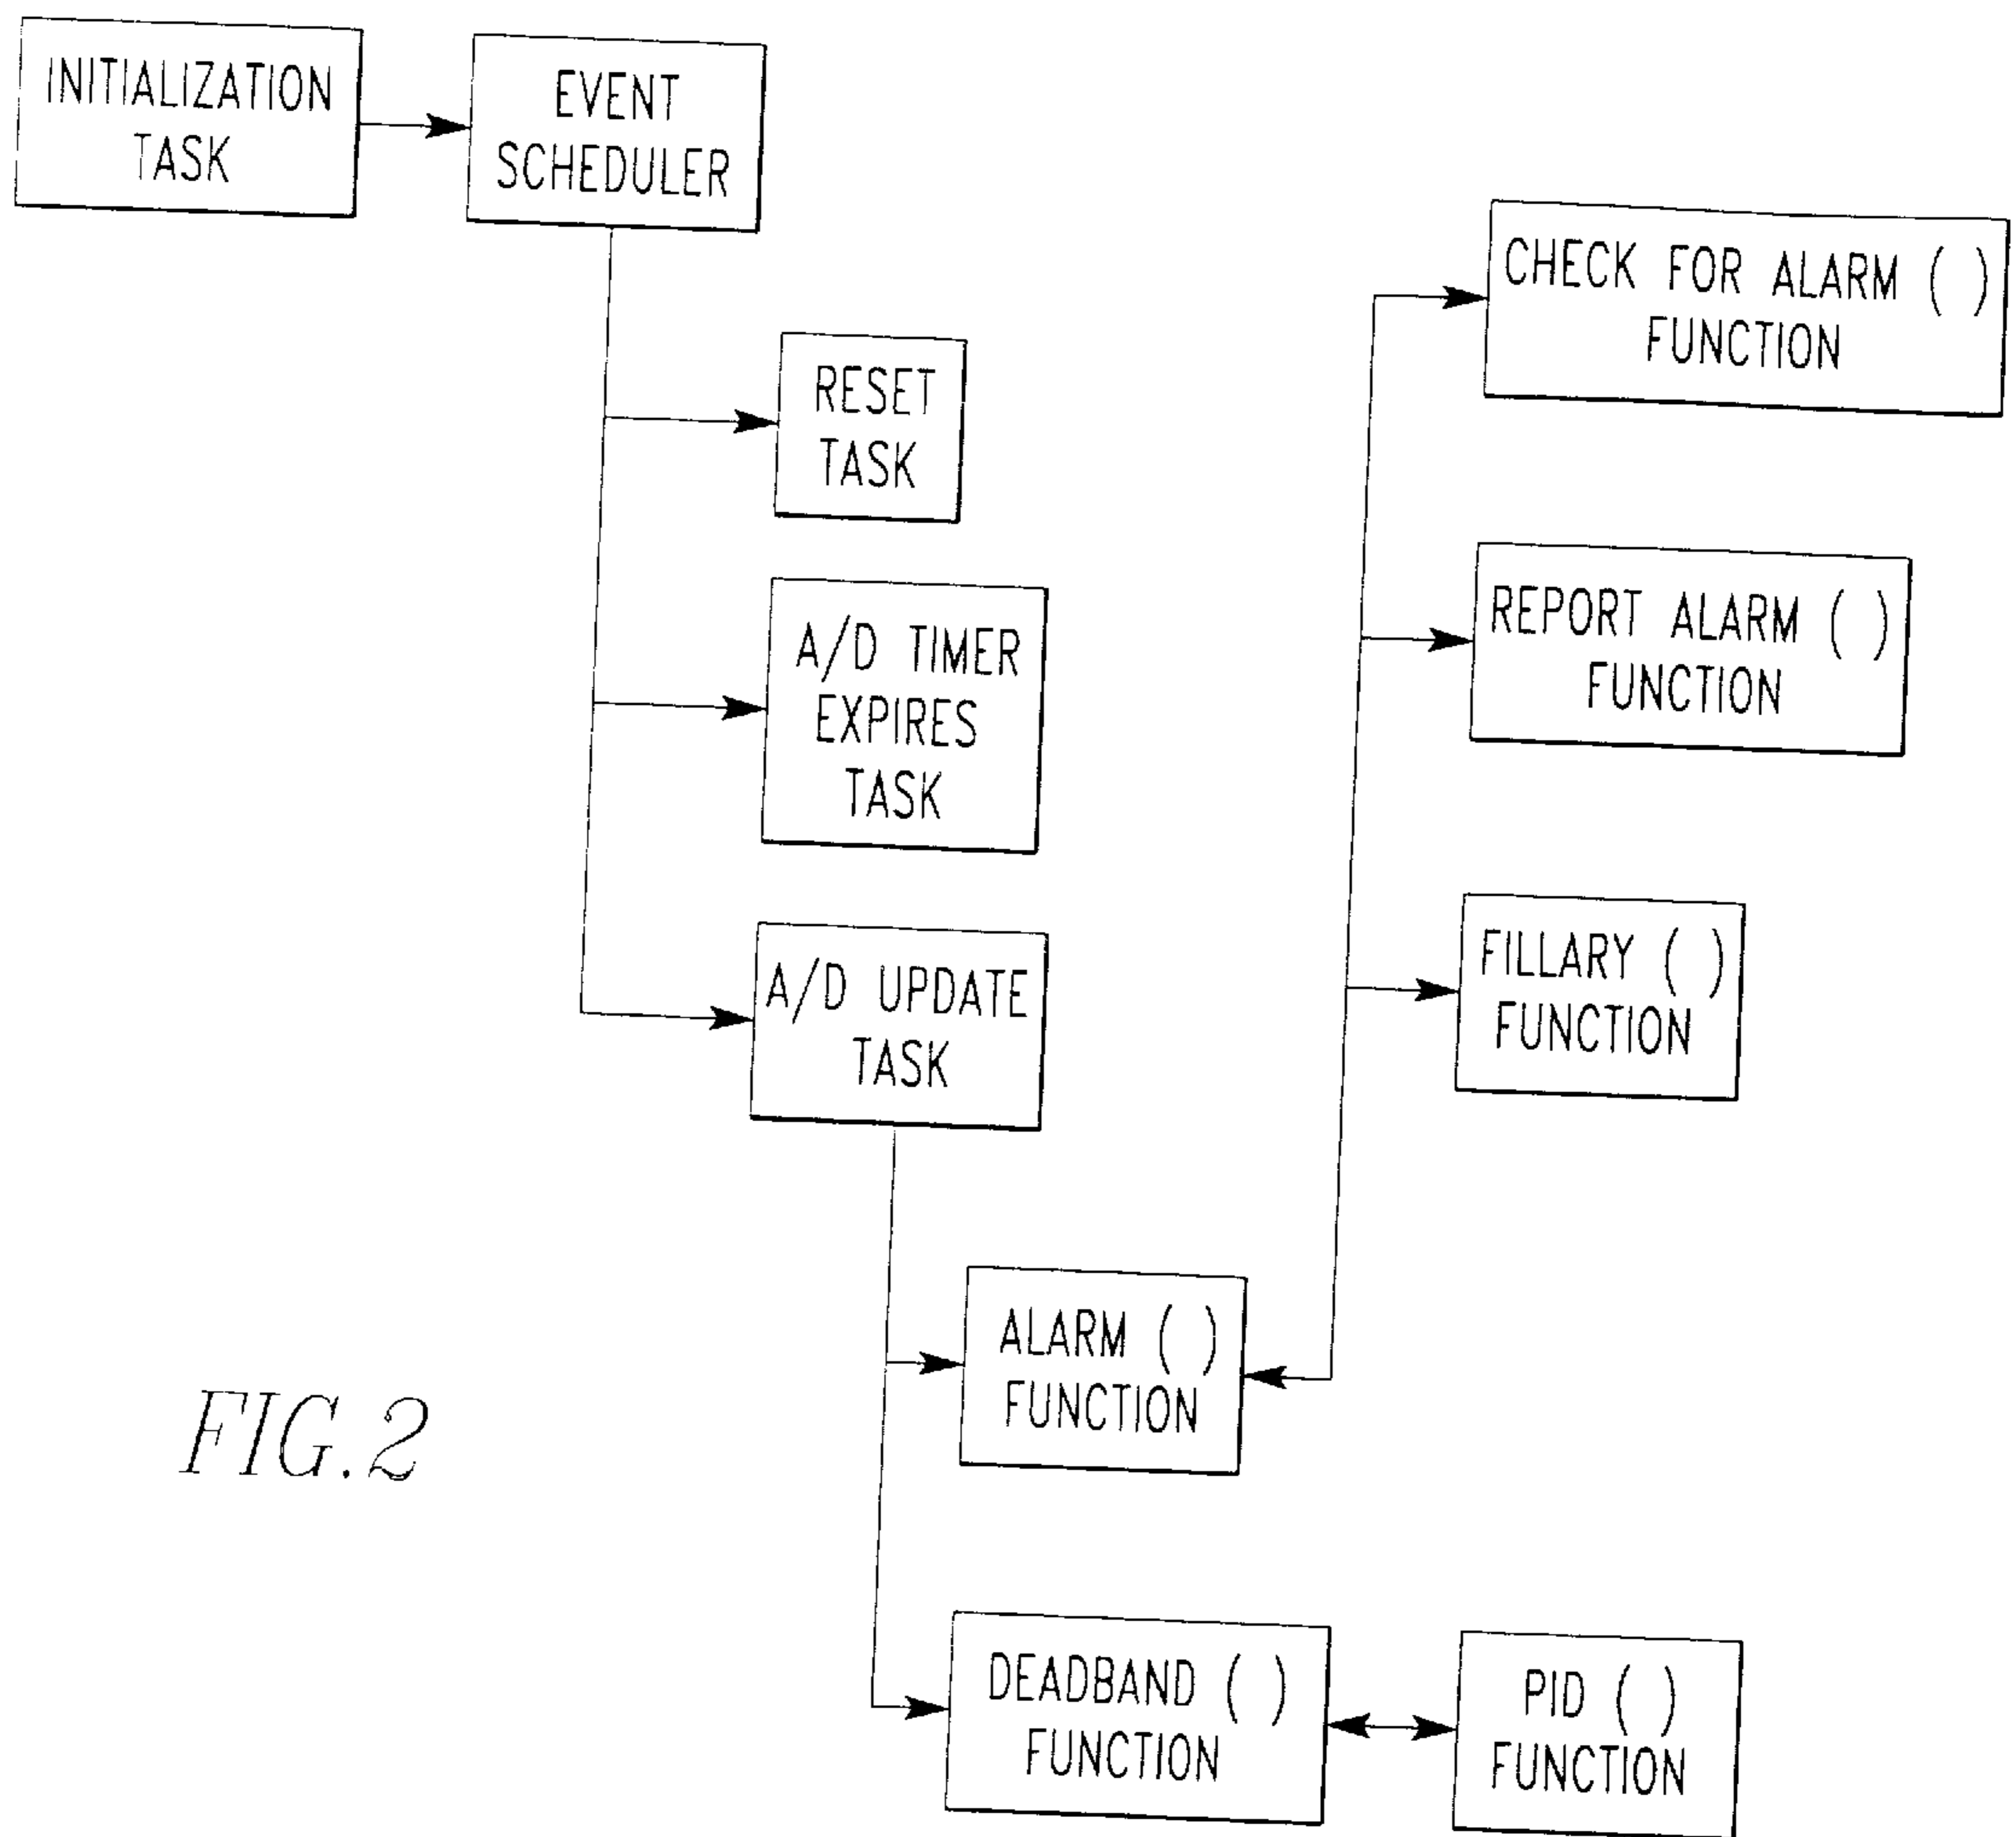 INITIALIZATION
TASK
EVENT
SCHEDULER
RESET
TASK
A/D TIMER
EXPIRES
TASK
A/D UPDATE
TASK
CHECK FOR ALARM ( )
FUNCTION
REPORT ALARM ( )
FUNCTION
FILLARY ( )
FUNCTION
ALARM ( )
FUNCTION
DEADBAND ( )
FUNCTION
PID ( )
FUNCTION
FIG.2